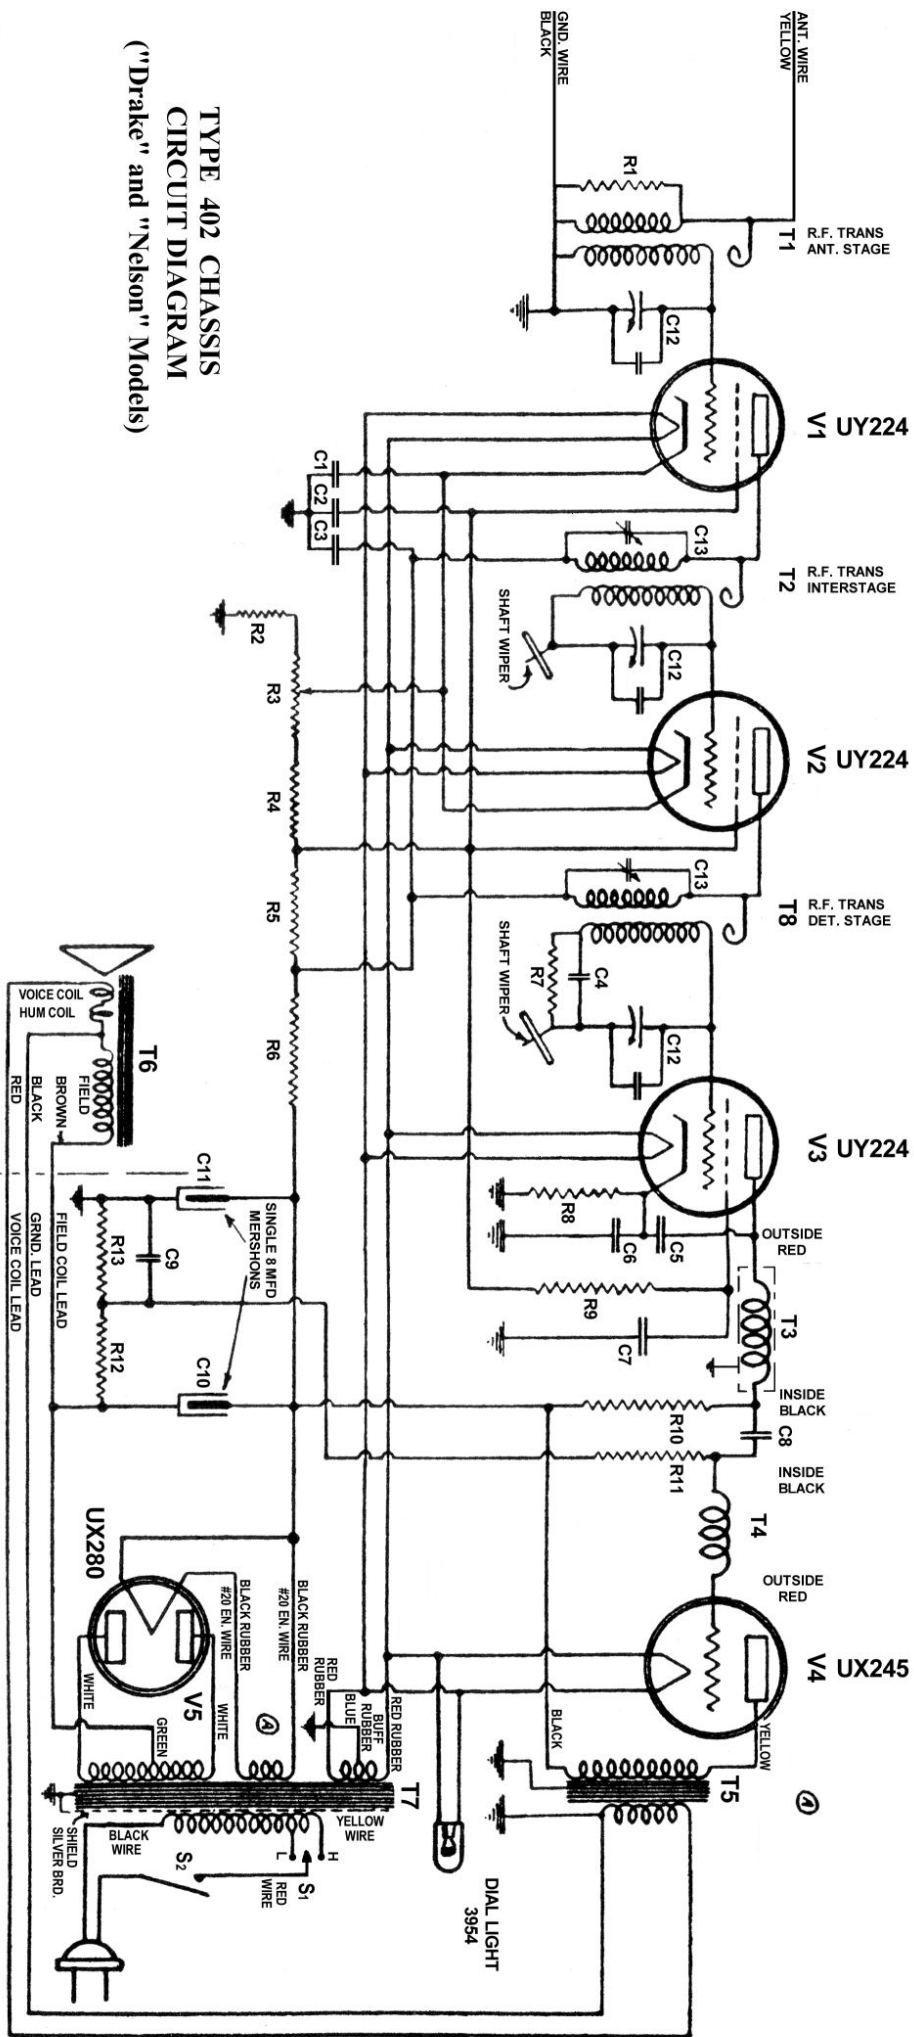 ANT. WIRE
YELLOW
GND. WIRE
BLACK
R1
T1
R.F. TRANS
ANT. STAGE
C12
V1 UY224
C1
C2
C3
C13
T2
R.F. TRANS
INTERSTAGE
SHAFT WIPER
C12
V2 UY224
R2
R3
R4
R5
R6
C13
T8
R.F. TRANS
DET. STAGE
R7
C4
SHAFT WIPER
C12
V3 UY224
R8
C6
C5
OUTSIDE
RED
R9
C7
T3
INSIDE
BLACK
C8
R10
R11
INSIDE
BLACK
T4
OUTSIDE
RED
V4 UX245
YELLOW
BLACK
T5
A
DIAL LIGHT
3954
VOICE COIL
HUM COIL
T6
FIELD
BROWN
BLACK
RED
C11
SINGLE 8 MFD
MERSHONS
C9
R13
R12
C10
FIELD COIL LEAD
GRND. LEAD
VOICE COIL LEAD
UX280
V5
BLACK RUBBER
#20 EN. WIRE
BLACK RUBBER
#20 EN. WIRE
WHITE
WHITE
GREEN
A
RED
RUBBER
BLUE
BUFF
RUBBER
RED RUBBER
T7
YELLOW
WIRE
BLACK
WIRE
SHIELD
SILVER BRD.
H
L
S1
RED
WIRE
S2
TYPE 402 CHASSIS
CIRCUIT DIAGRAM
("Drake" and "Nelson" Models)